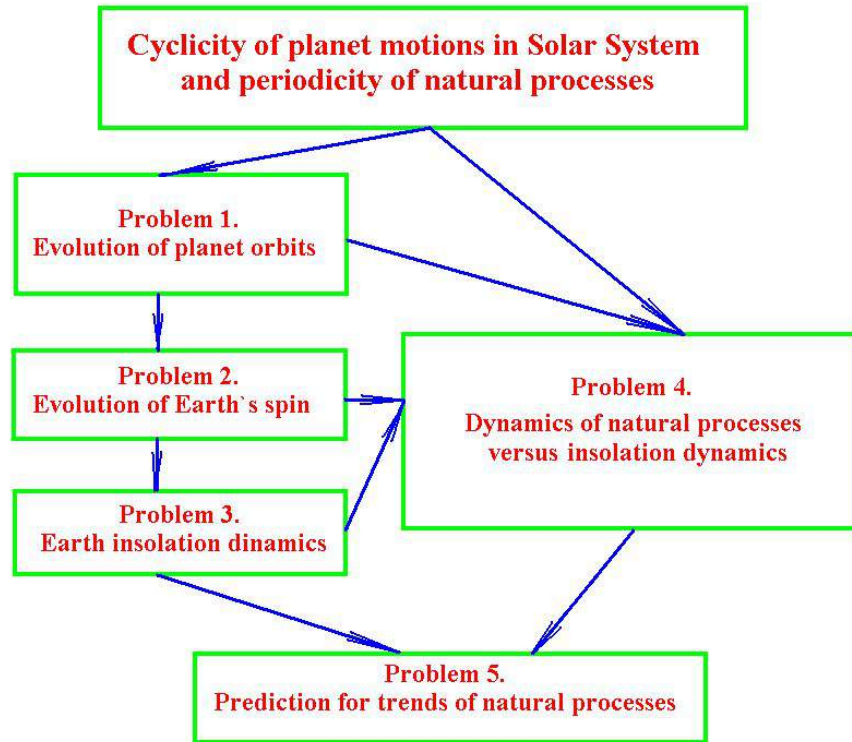 Cyclicity of planet motions in Solar System
and periodicity of natural processes
Problem 1.
Evolution of planet orbits
Problem 2.
Evolution of Earth`s spin
Problem 3.
Earth insolation dinamics
Problem 4.
Dynamics of natural processes
versus insolation dynamics
Problem 5.
Prediction for trends of natural processes